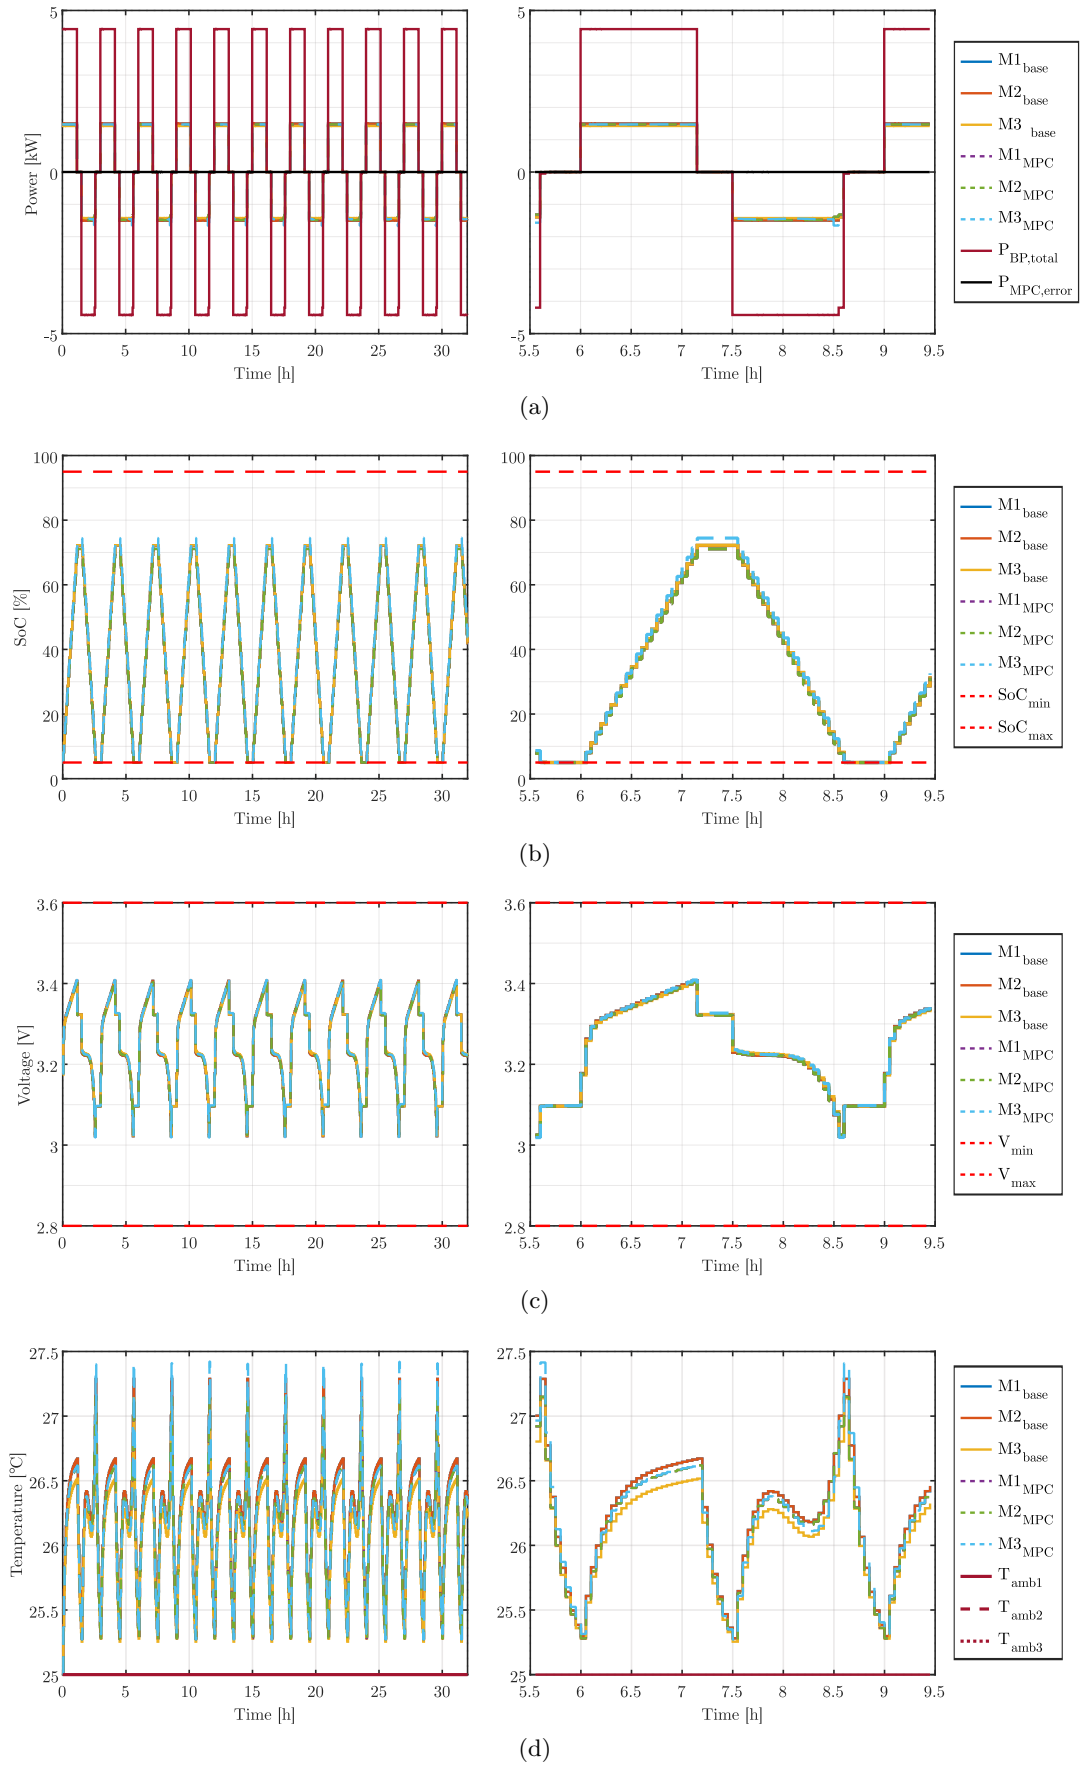 5
0
-5
Power [kW]
0 5 10 15 20 25 30
Time [h]
5
0
-5
5.5 6 6.5 7 7.5 8 8.5 9 9.5
Time [h]
M1base
M2base
M3 base
M1MPC
M2MPC
M3MPC
PBP,total
PMPC,error
(a)
100
80
60
40
20
0
SoC [%]
0 5 10 15 20 25 30
Time [h]
100
80
60
40
20
0
5.5 6 6.5 7 7.5 8 8.5 9 9.5
Time [h]
M1base
M2base
M3base
M1MPC
M2MPC
M3MPC
SoCmin
SoCmax
(b)
3.6
3.4
3.2
3
2.8
Voltage [V]
0 5 10 15 20 25 30
Time [h]
3.6
3.4
3.2
3
2.8
5.5 6 6.5 7 7.5 8 8.5 9 9.5
Time [h]
M1base
M2base
M3base
M1MPC
M2MPC
M3MPC
Vmin
Vmax
(c)
27.5
27
26.5
26
25.5
25
Temperature [°C]
0 5 10 15 20 25 30
Time [h]
27.5
27
26.5
26
25.5
25
5.5 6 6.5 7 7.5 8 8.5 9 9.5
Time [h]
M1base
M2base
M3base
M1MPC
M2MPC
M3MPC
Tamb1
Tamb2
Tamb3
(d)